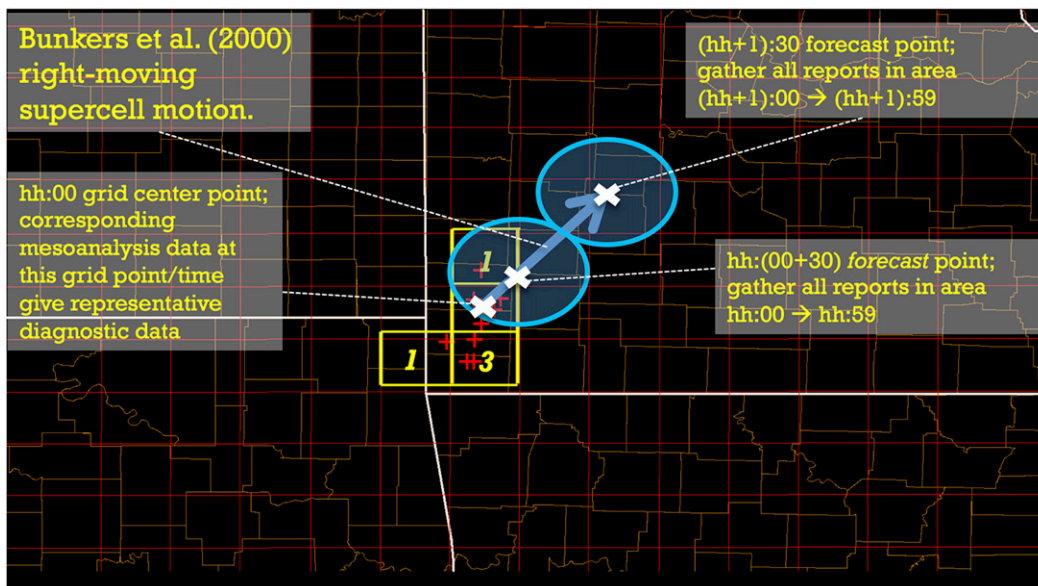 Bunkers et al. (2000)
right-moving
supercell motion.
(hh+1):30 forecast point;
gather all reports in area
(hh+1):00 → (hh+1):59
hh:00 grid center point;
corresponding
mesoanalysis data at
this grid point/time
give representative
diagnostic data
hh:(00+30) forecast point;
gather all reports in area
hh:00 → hh:59
1
1
3